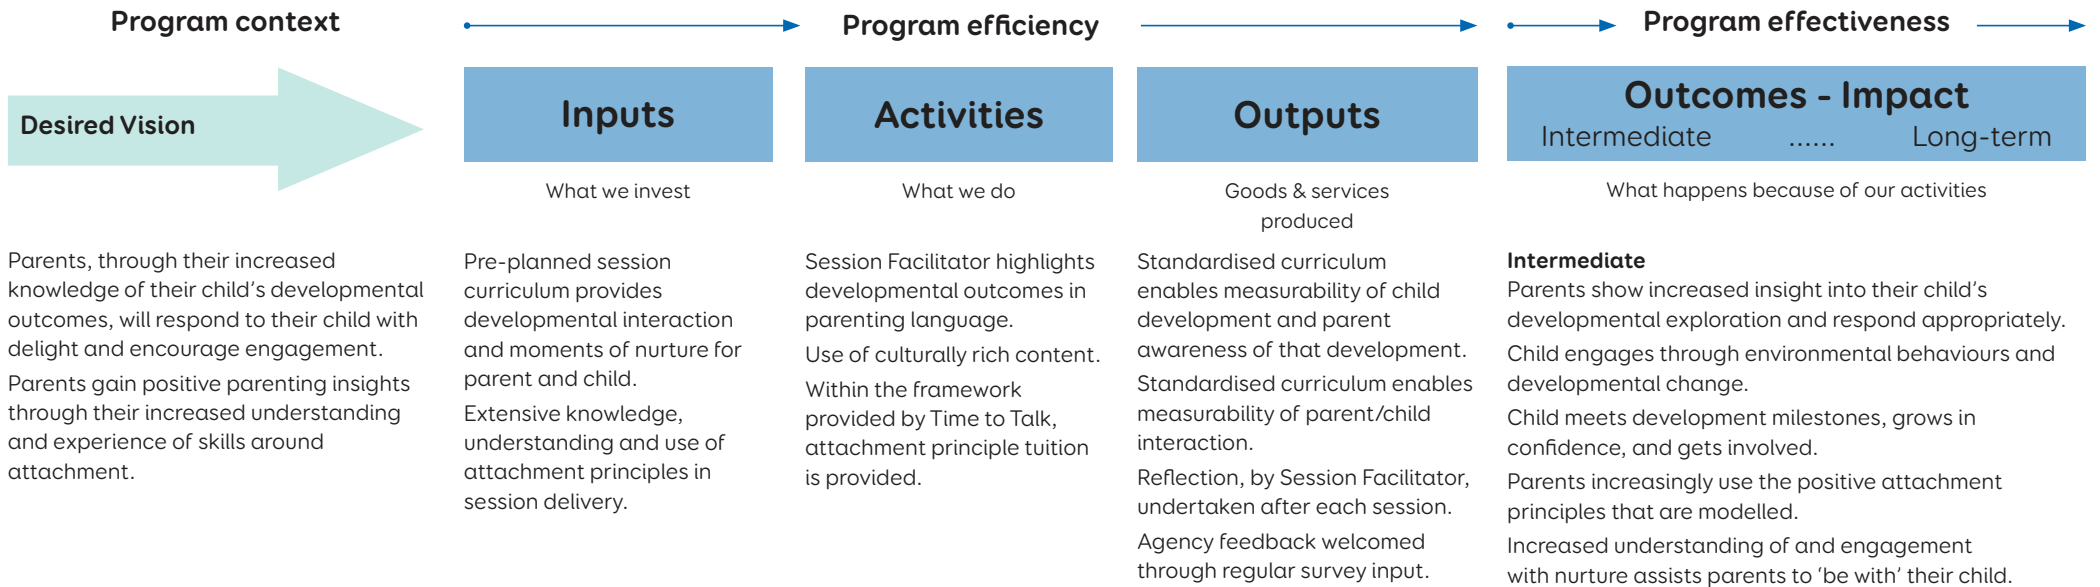 Program context
Program efficiency
Program effectiveness
Desired Vision
Inputs
Activities
Outputs
Outcomes - Impact
Intermediate ...... Long-term
What we invest
What we do
Goods & services
produced
What happens because of our activities
Parents, through their increased
knowledge of their child’s developmental
outcomes, will respond to their child with
delight and encourage engagement.
Parents gain positive parenting insights
through their increased understanding
and experience of skills around
attachment.
Pre-planned session
curriculum provides
developmental interaction
and moments of nurture for
parent and child.
Extensive knowledge,
understanding and use of
attachment principles in
session delivery.
Session Facilitator highlights
developmental outcomes in
parenting language.
Use of culturally rich content.
Within the framework
provided by Time to Talk,
attachment principle tuition
is provided.
Standardised curriculum
enables measurability of child
development and parent
awareness of that development.
Standardised curriculum enables
measurability of parent/child
interaction.
Reflection, by Session Facilitator,
undertaken after each session.
Agency feedback welcomed
through regular survey input.
Intermediate
Parents show increased insight into their child’s
developmental exploration and respond appropriately.
Child engages through environmental behaviours and
developmental change.
Child meets development milestones, grows in
confidence, and gets involved.
Parents increasingly use the positive attachment
principles that are modelled.
Increased understanding of and engagement
with nurture assists parents to ‘be with’ their child.